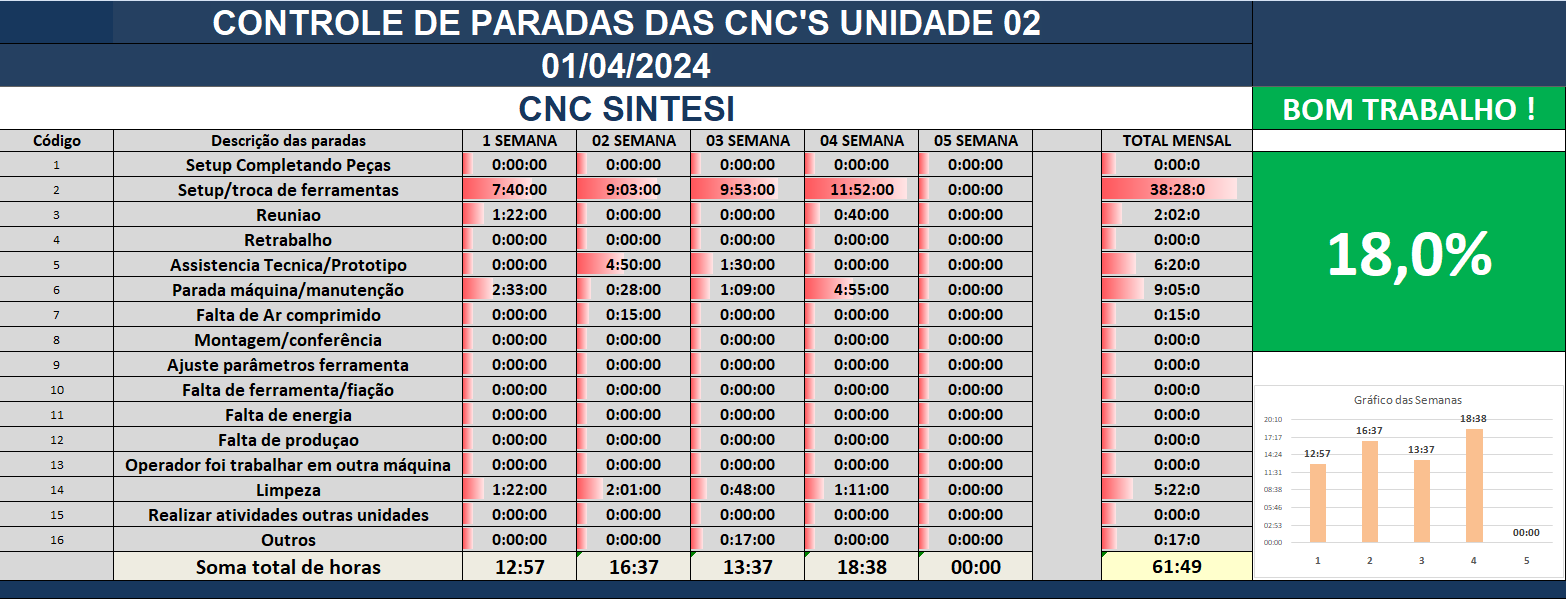 CONTROLE DE PARADAS DAS CNC'S UNIDADE 02
01/04/2024
CNC SINTESI
BOM TRABALHO !
Código Descrição das paradas 1 SEMANA 02 SEMANA 03 SEMANA 04 SEMANA 05 SEMANA TOTAL MENSAL
1 Setup Completando Peças 0:00:00 0:00:00 0:00:00 0:00:00 0:00:00 0:00:0
2 Setup/troca de ferramentas 7:40:00 9:03:00 9:53:00 11:52:00 0:00:00 38:28:0
3 Reuniao 1:22:00 0:00:00 0:00:00 0:40:00 0:00:00 2:02:0
4 Retrabalho 0:00:00 0:00:00 0:00:00 0:00:00 0:00:00 0:00:0
5 Assistencia Tecnica/Prototipo 0:00:00 4:50:00 1:30:00 0:00:00 0:00:00 6:20:0
6 Parada máquina/manutenção 2:33:00 0:28:00 1:09:00 4:55:00 0:00:00 9:05:0
7 Falta de Ar comprimido 0:00:00 0:15:00 0:00:00 0:00:00 0:00:00 0:15:0
8 Montagem/conferência 0:00:00 0:00:00 0:00:00 0:00:00 0:00:00 0:00:0
9 Ajuste parâmetros ferramenta 0:00:00 0:00:00 0:00:00 0:00:00 0:00:00 0:00:0
10 Falta de ferramenta/fiação 0:00:00 0:00:00 0:00:00 0:00:00 0:00:00 0:00:0
11 Falta de energia 0:00:00 0:00:00 0:00:00 0:00:00 0:00:00 0:00:0
12 Falta de produçao 0:00:00 0:00:00 0:00:00 0:00:00 0:00:00 0:00:0
13 Operador foi trabalhar em outra máquina 0:00:00 0:00:00 0:00:00 0:00:00 0:00:00 0:00:0
14 Limpeza 1:22:00 2:01:00 0:48:00 1:11:00 0:00:00 5:22:0
15 Realizar atividades outras unidades 0:00:00 0:00:00 0:00:00 0:00:00 0:00:00 0:00:0
16 Outros 0:00:00 0:00:00 0:17:00 0:00:00 0:00:00 0:17:0
Soma total de horas 12:57 16:37 13:37 18:38 00:00 61:49
18,0%
Gráfico das Semanas
20:10
17:17
14:24
11:31
08:38
05:46
02:53
00:00
12:57 16:37 13:37 18:38 00:00
1 2 3 4 5